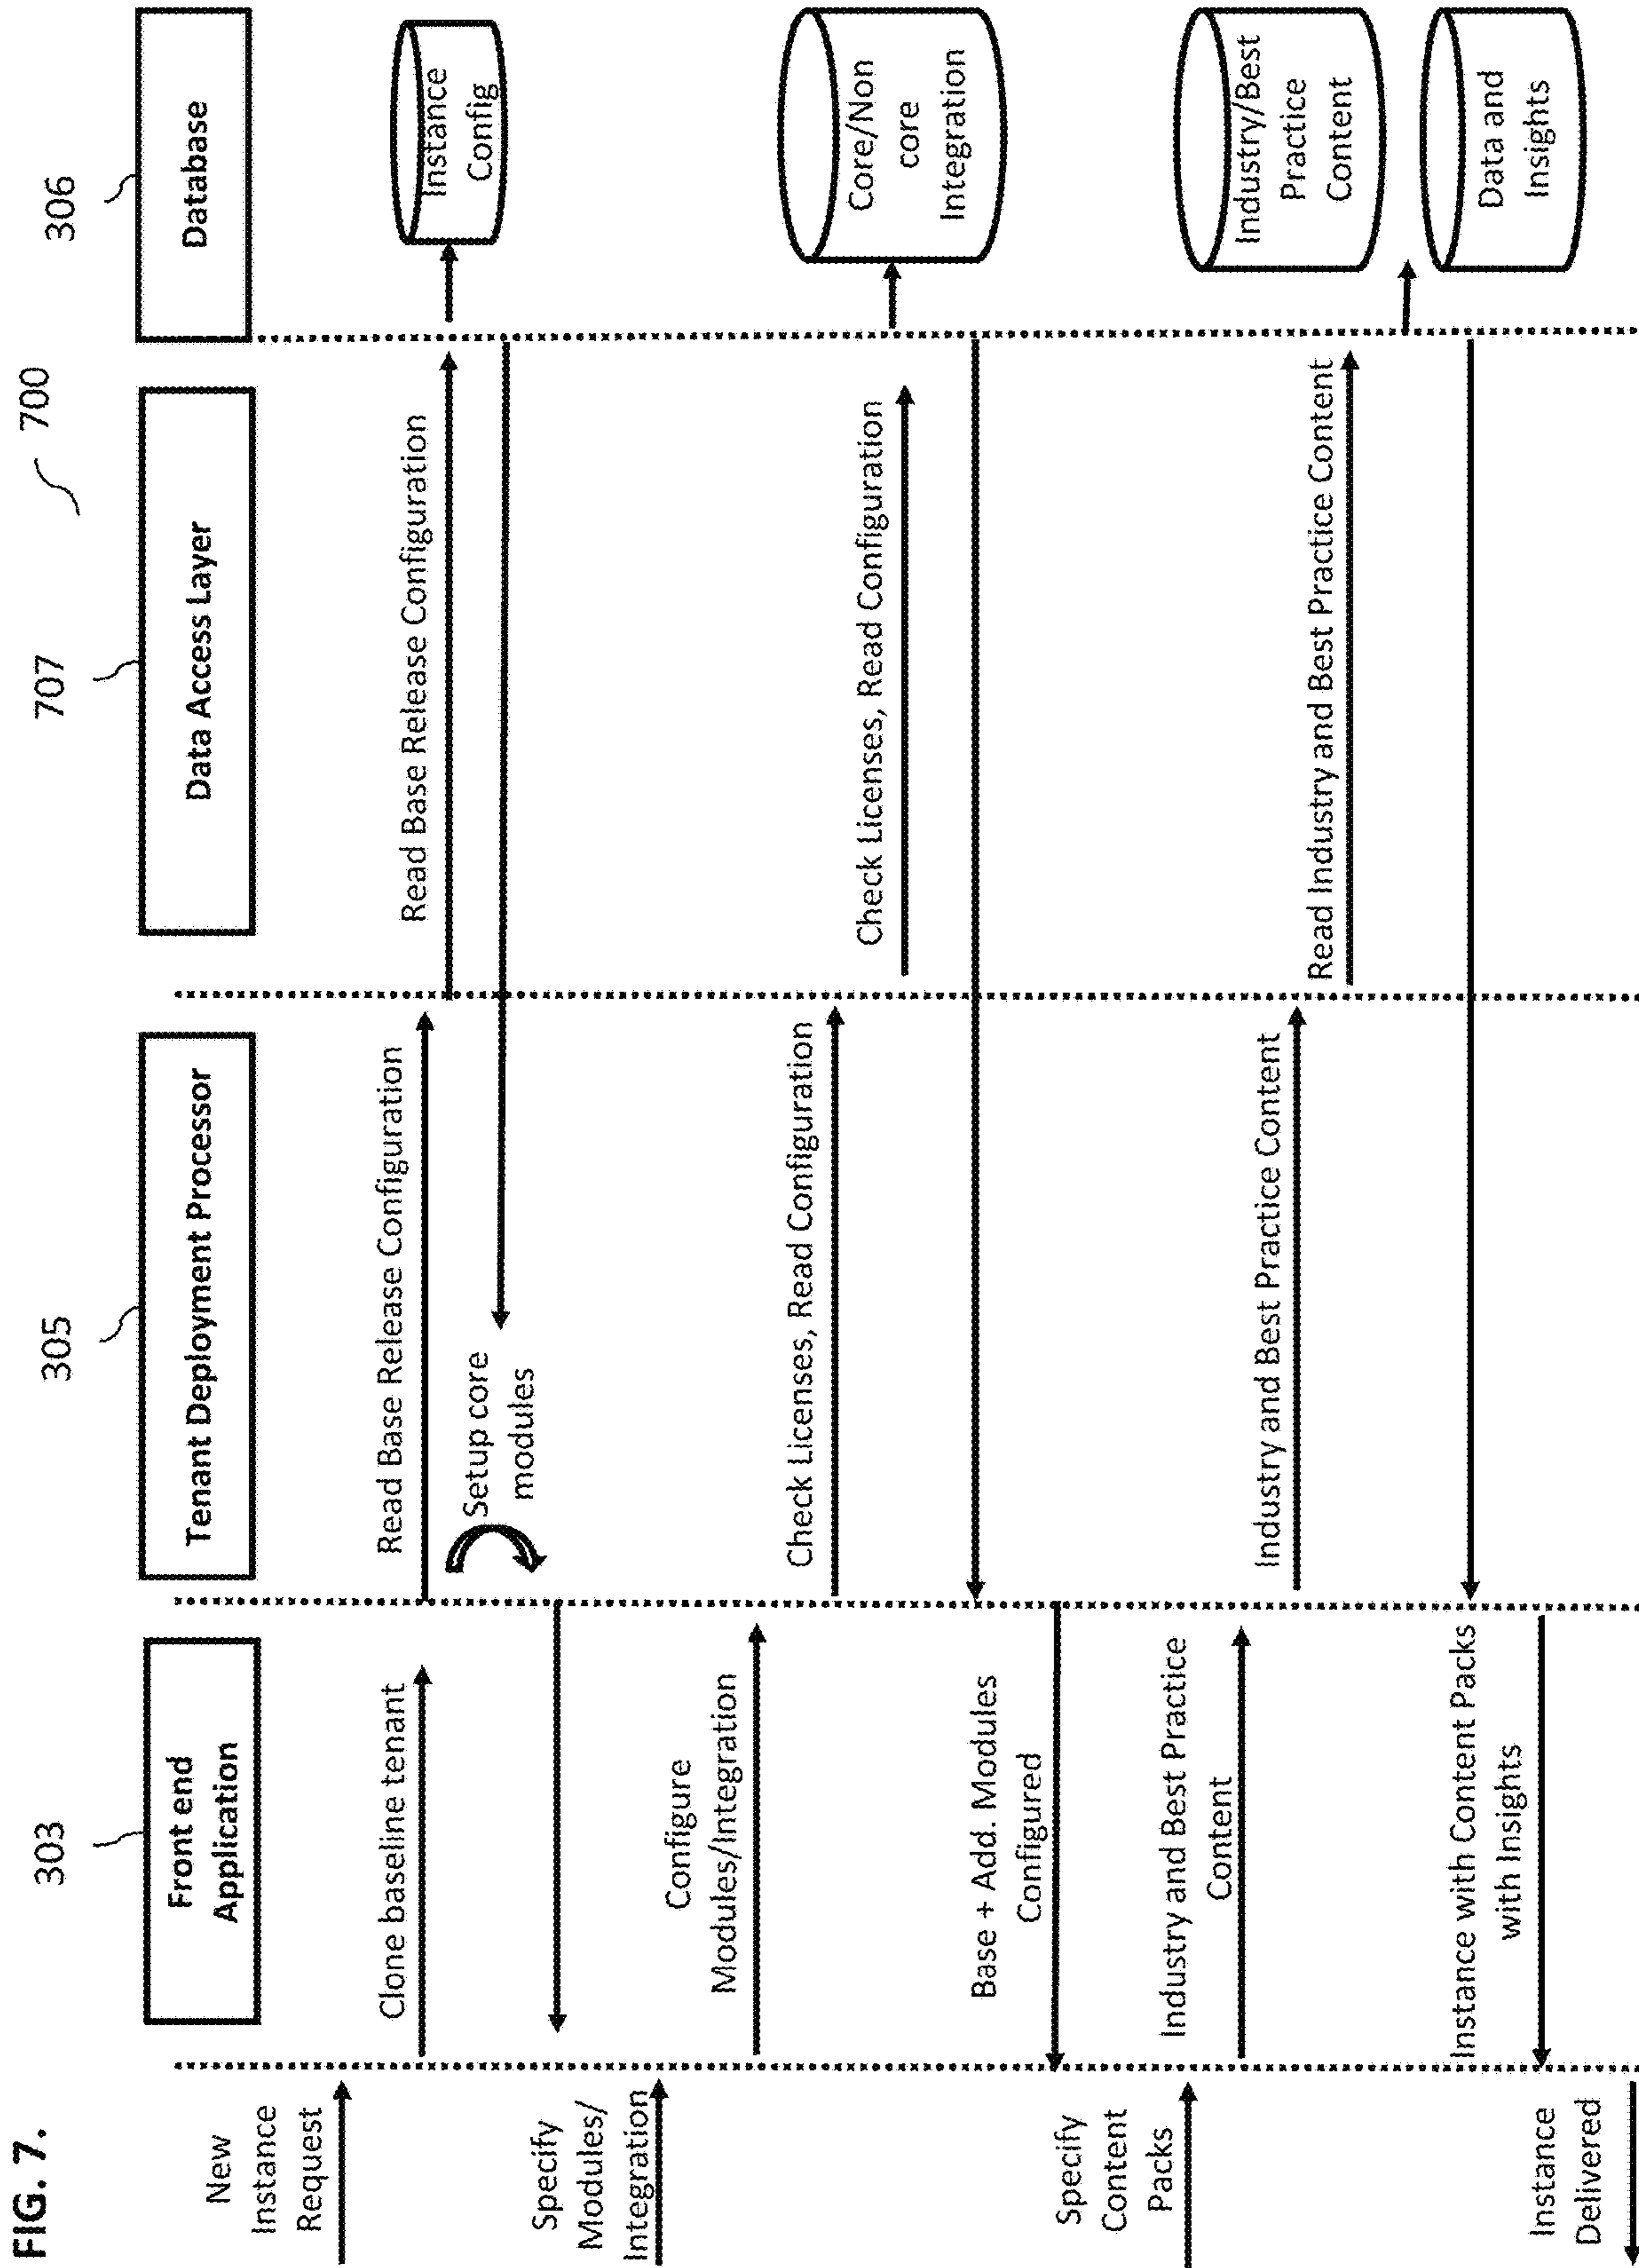 FIG. 7.
700
303
305
707
306
Front end
Application
Tenant Deployment Processor
Data Access Layer
Database
New
Instance
Request
Clone baseline tenant
Read Base Release Configuration
Read Base Release Configuration
Instance
Config
Setup core
modules
Specify
Modules/
Integration
Configure
Modules/Integration
Check Licenses, Read Configuration
Check Licenses, Read Configuration
Core/Non
core
Integration
Base + Add. Modules
Configured
Specify
Content
Packs
Industry and Best Practice
Content
Industry and Best Practice Content
Read Industry and Best Practice Content
Industry/Best
Practice
Content
Data and
Insights
Instance with Content Packs
with Insights
Instance
Delivered